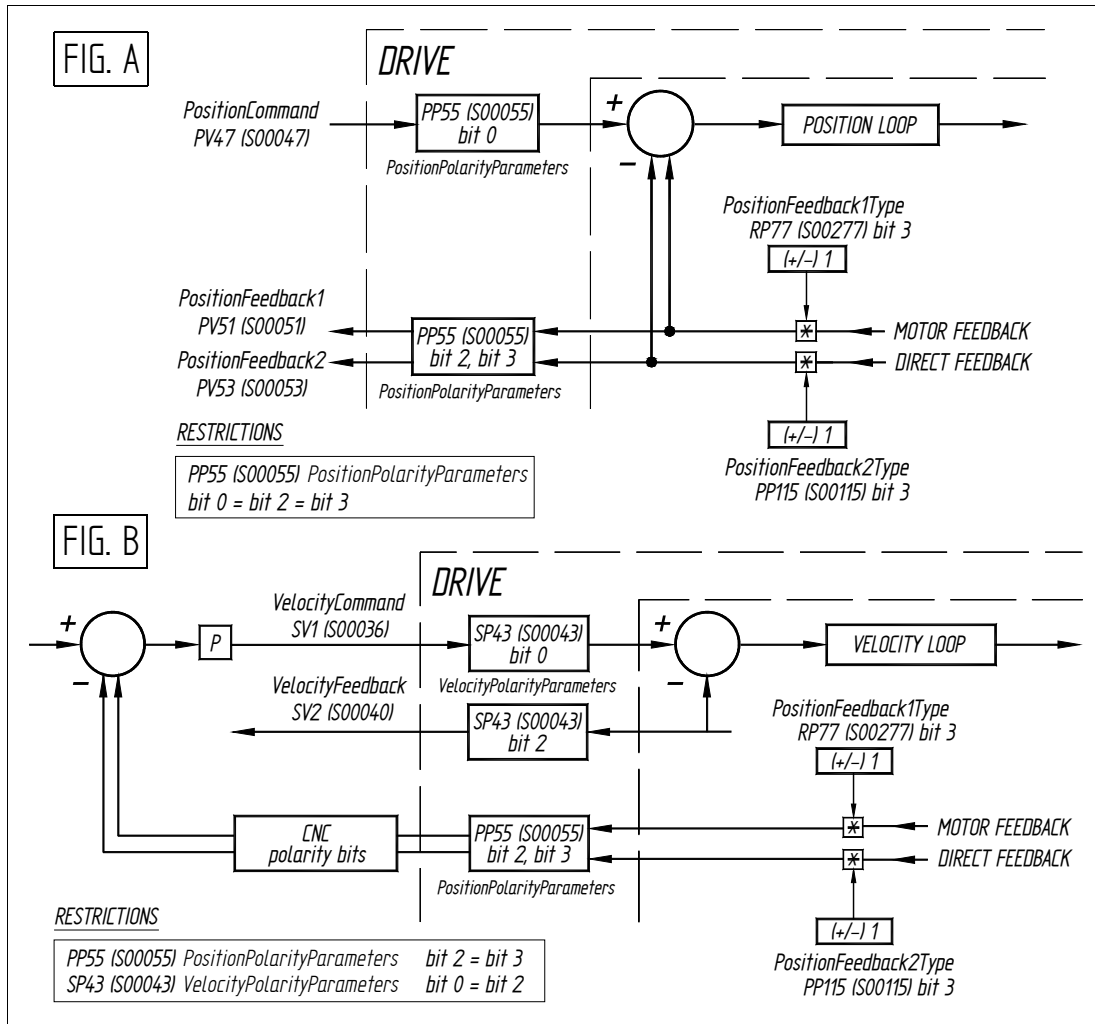 FIG. A
DRIVE
PositionCommand
PV47 (S00047)
PP55 (S00055)
bit 0
PositionPolarityParameters
+
−
POSITION LOOP
PositionFeedback1Type
RP77 (S00277) bit 3
(+/-) 1
PositionFeedback1
PV51 (S00051)
PP55 (S00055)
bit 2, bit 3
PositionPolarityParameters
*
MOTOR FEEDBACK
PositionFeedback2
PV53 (S00053)
*
DIRECT FEEDBACK
(+/-) 1
PositionFeedback2Type
PP115 (S00115) bit 3
RESTRICTIONS
PP55 (S00055) PositionPolarityParameters
bit 0 = bit 2 = bit 3
FIG. B
DRIVE
+
−
P
VelocityCommand
SV1 (S00036)
SP43 (S00043)
bit 0
VelocityPolarityParameters
+
−
VELOCITY LOOP
VelocityFeedback
SV2 (S00040)
SP43 (S00043)
bit 2
PositionFeedback1Type
RP77 (S00277) bit 3
(+/-) 1
CNC
polarity bits
PP55 (S00055)
bit 2, bit 3
PositionPolarityParameters
*
MOTOR FEEDBACK
*
DIRECT FEEDBACK
(+/-) 1
PositionFeedback2Type
PP115 (S00115) bit 3
RESTRICTIONS
PP55 (S00055) PositionPolarityParameters bit 2 = bit 3
SP43 (S00043) VelocityPolarityParameters bit 0 = bit 2